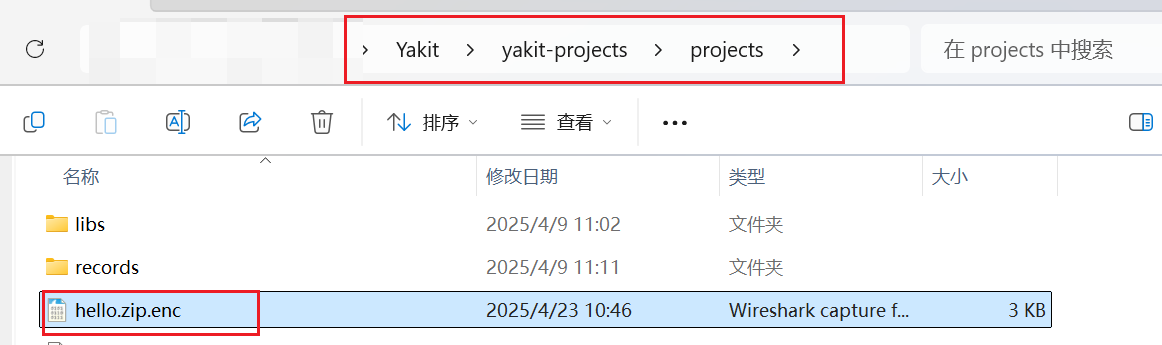 › Yakit › yakit-projects › projects › 在 projects 中搜索
排序 查看 •••
名称 修改日期 类型 大小
libs 2025/4/9 11:02 文件夹
records 2025/4/9 11:11 文件夹
hello.zip.enc 2025/4/23 10:46 Wireshark capture f... 3 KB